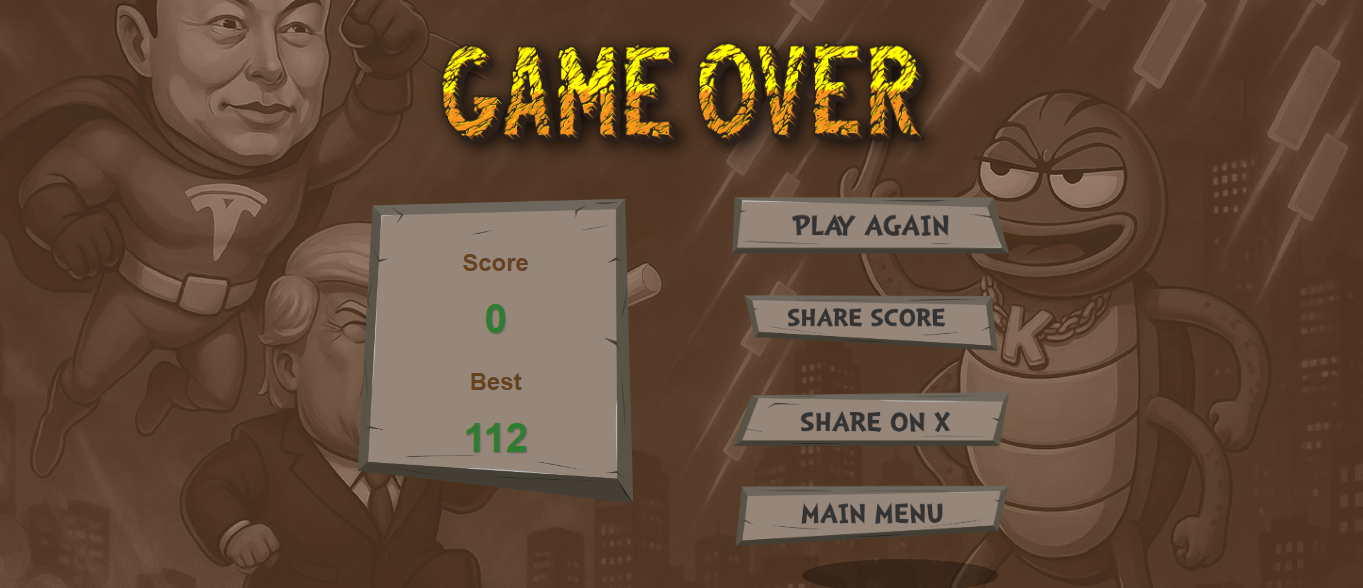 GAME OVER
Score
0
Best
112
PLAY AGAIN
SHARE SCORE
SHARE ON X
MAIN MENU
K